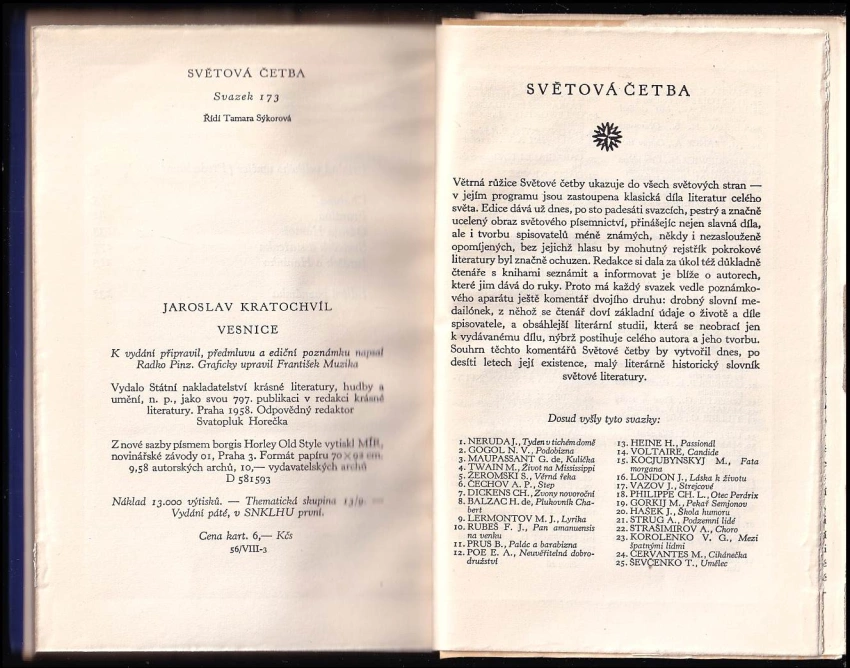 SVĚTOVÁ ČETBA
Svazek 173
Řídí Tamara Sýkorová
JAROSLAV KRATOCHVÍL
VESNICE
K vydání připravil, předmluvu a ediční poznámku napsal
Radko Pinz. Graficky upravil František Muzika
Vydalo Státní nakladatelství krásné literatury, hudby a
umění, n. p., jako svou 797. publikaci v redakci krásné
literatury. Praha 1958. Odpovědný redaktor
Svatopluk Horečka
Z nové sazby písmem borgis Horley Old Style vytiskl MÍR,
novinářské závody 01, Praha 3. Formát papíru 70 × 92 cm.
9,58 autorských archů, 10,— vydavatelských archů
D 581593
Náklad 13.000 výtisků. — Thematická skupina 13/9. —
Vydání páté, v SNKLHU první.
Cena kart. 6,— Kčs
56/VIII-3
SVĚTOVÁ ČETBA
Větrná růžice Světové četby ukazuje do všech světových stran —
v jejím programu jsou zastoupena klasická díla literatur celého
světa. Edice dává už dnes, po sto padesáti svazcích, pestrý a značně
ucelený obraz světového písemnictví, přinášejíc nejen slavná díla,
ale i tvorbu spisovatelů méně známých, někdy i nezaslouženě
opomíjených, bez jejichž hlasu by mohutný rejstřík pokrokové
literatury byl značně ochuzen. Redakce si dala za úkol též důkladně
čtenáře s knihami seznámit a informovat je blíže o autorech,
které jim dává do ruky. Proto má každý svazek vedle poznámko-
vého aparátu ještě komentář dvojího druhu: drobný slovní me-
dailónek, z něhož se čtenář doví základní údaje o životě a díle
spisovatele, a obsáhlejší literární studii, která se neobrací jen
k vydávanému dílu, nýbrž postihuje celého autora a jeho tvorbu.
Souhrn těchto komentářů Světové četby by vytvořil dnes, po
desíti letech její existence, malý literárně historický slovník
světové literatury.
Dosud vyšly tyto svazky:
1. NERUDA J., Týden v tichém domě
2. GOGOL N. V., Podobizna
3. MAUPASSANT G. de, Kulička
4. TWAIN M., Život na Mississippi
5. ŻEROMSKI S., Věrná řeka
6. ČECHOV A. P., Step
7. DICKENS CH., Zvony novoroční
8. BALZAC H. de, Plukovník Cha-
bert
9. LERMONTOV M. J., Lyrika
10. RUBEŠ F. J., Pan amanuensis
na venku
11. PRUS B., Palác a barabizna
12. POE E. A., Neuvěřitelná dobro-
družství
13. HEINE H., Passionál
14. VOLTAIRE, Candide
15. KOCJUBYNSKYJ M., Fata
morgana
16. LONDON J., Láska k životu
17. VAZOV J., Strejcové
18. PHILIPPE CH. L., Otec Perdrix
19. GORKIJ M., Pekař Semjonov
20. HAŠEK J., Škola humoru
21. STRUG A., Podzemní lidé
22. STRAŠIMIROV A., Choro
23. KOROLENKO V. G., Mezi
špatnými lidmi
24. CERVANTES M., Cikánečka
25. ŠEVČENKO T., Umělec